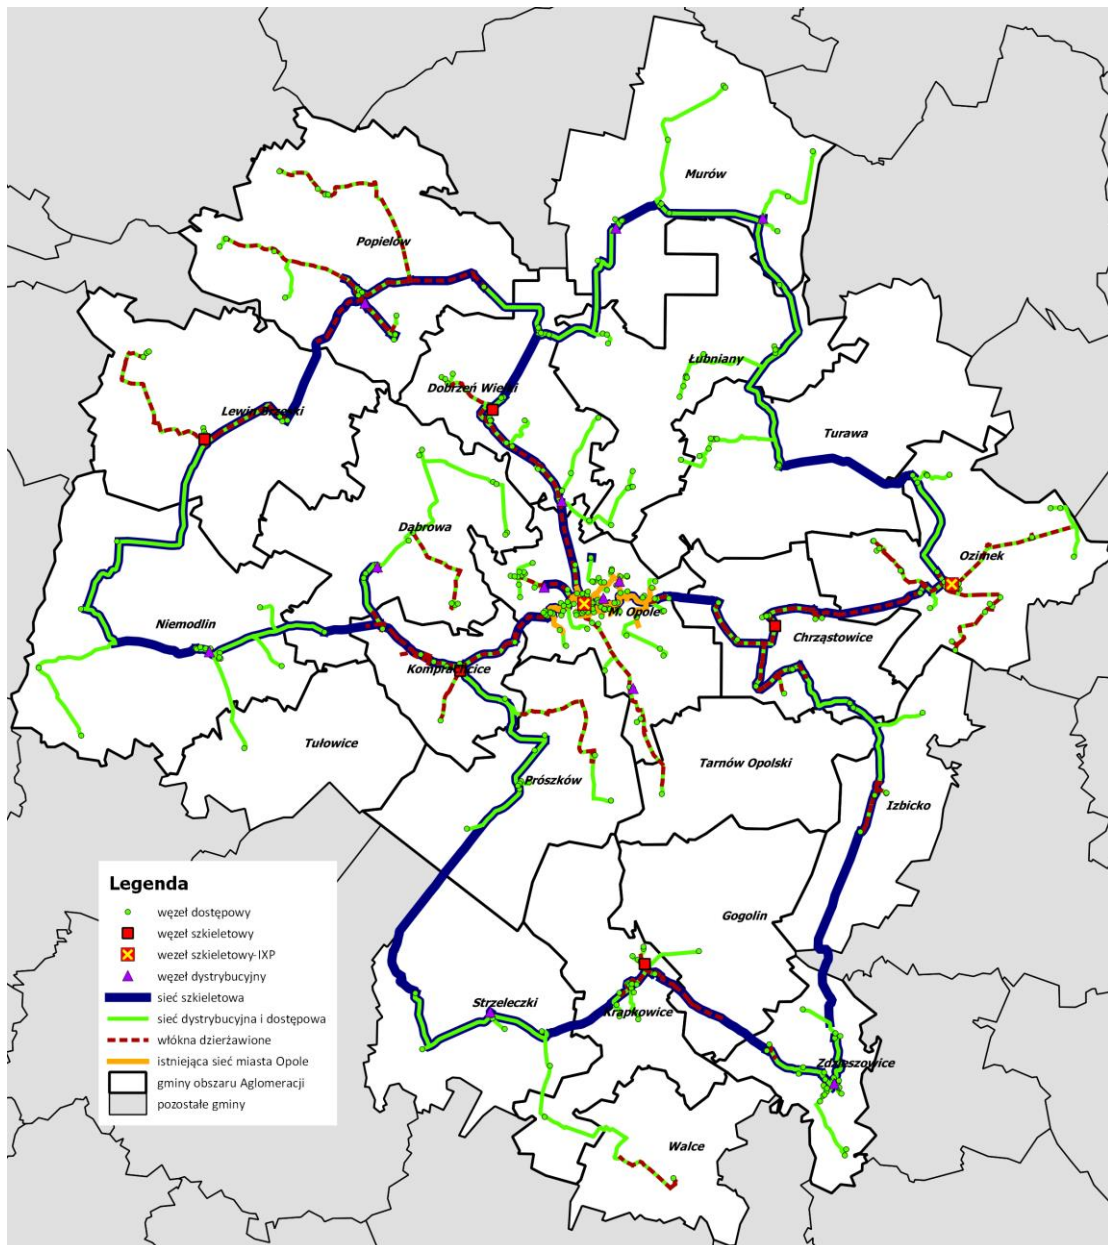 Murów
Popielów
Łubniany
Dobrzeń Wielki
Lewin Brzeski
Turawa
Dąbrowa
Ozimek
M. Opole
Niemodlin
Chrząstowice
Komprachcice
Tułowice
Tarnów Opolski
Prószków
Izbicko
Gogolin
Strzeleczki
Krapkowice
Zdzieszowice
Walce
Legenda
węzeł dostępowy
węzeł szkieletowy
wezeł szkieletowy-IXP
węzeł dystrybucyjny
sieć szkieletowa
sieć dystrybucyjna i dostępowa
włókna dzierżawione
istniejąca sieć miasta Opole
gminy obszaru Aglomeracji
pozostałe gminy